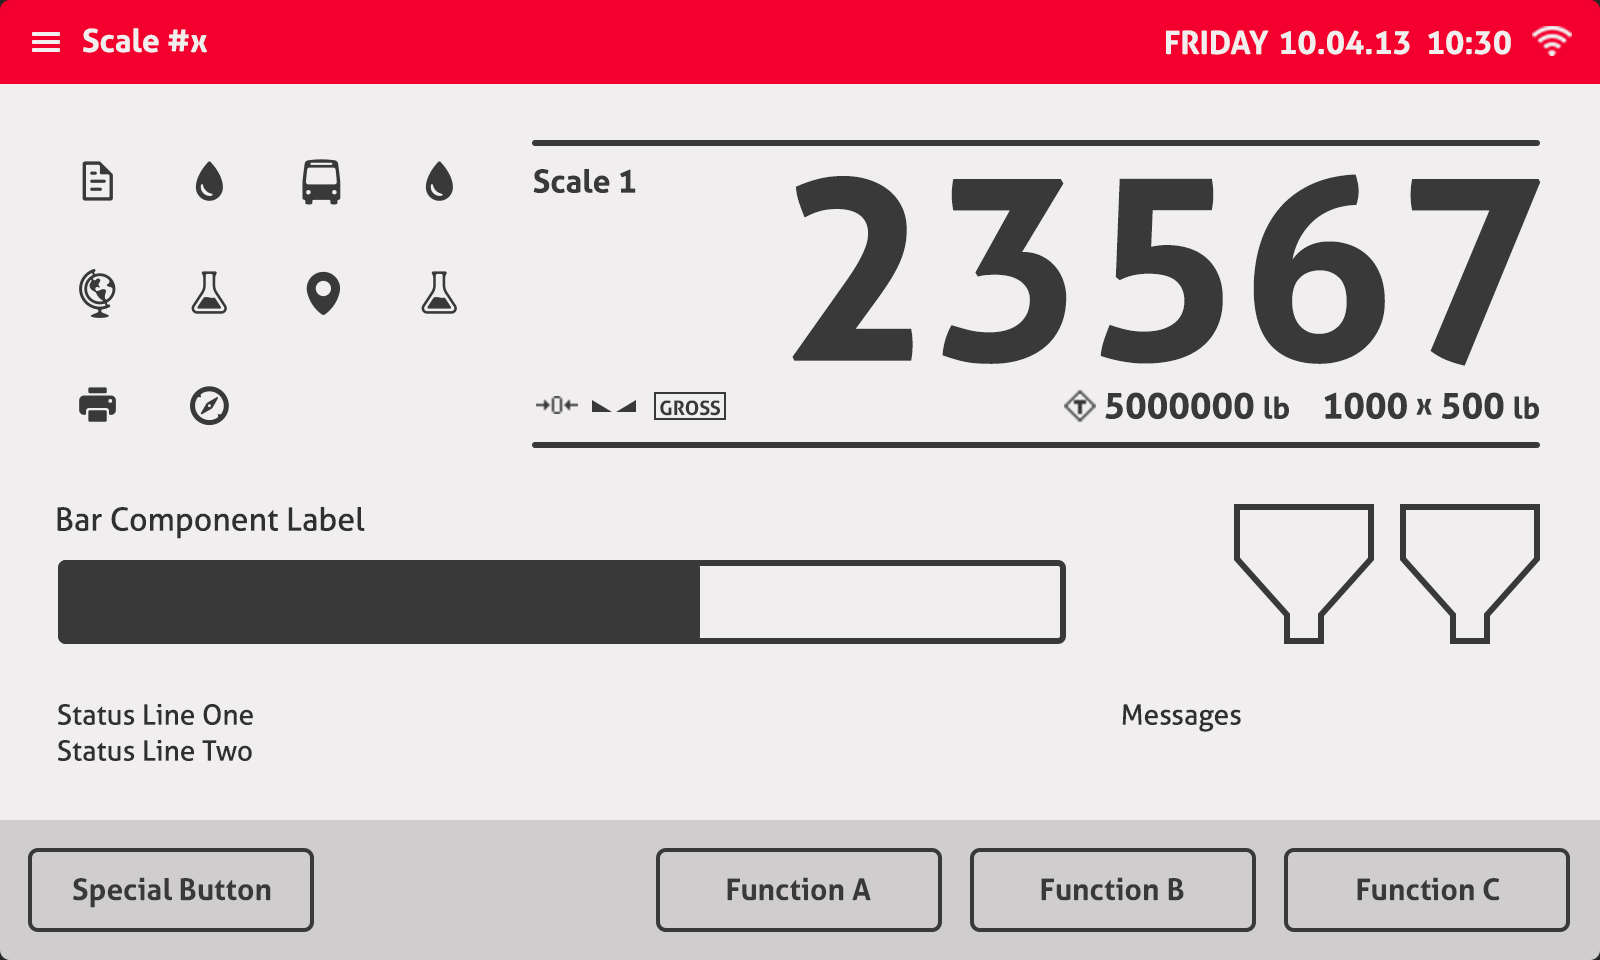 Scale #x
FRIDAY 10.04.13 10:30
Scale 1
23567
→0← GROSS
T 5000000 lb 1000 x 500 lb
Bar Component Label
Status Line One
Status Line Two
Messages
Special Button
Function A
Function B
Function C